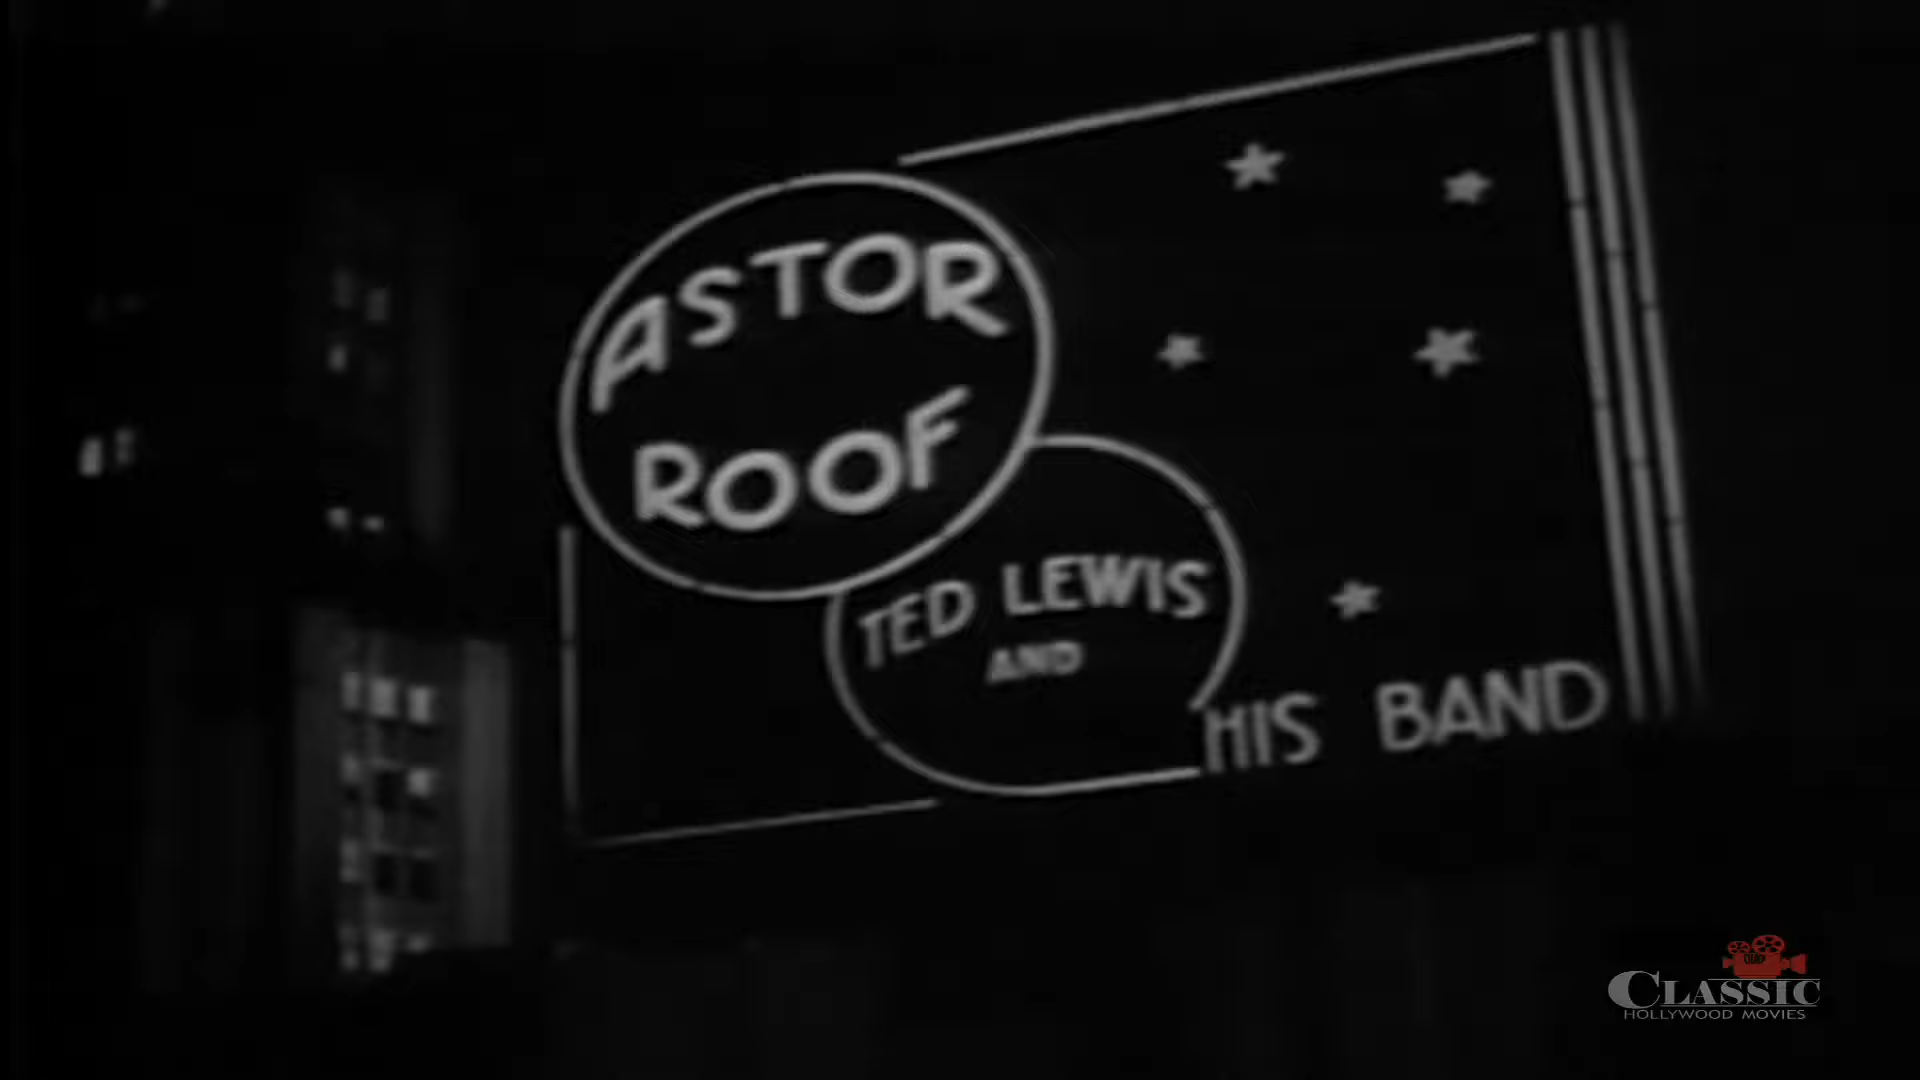 ASTOR
ROOF
TED LEWIS
AND
HIS BAND
CLASSIC
HOLLYWOOD MOVIES